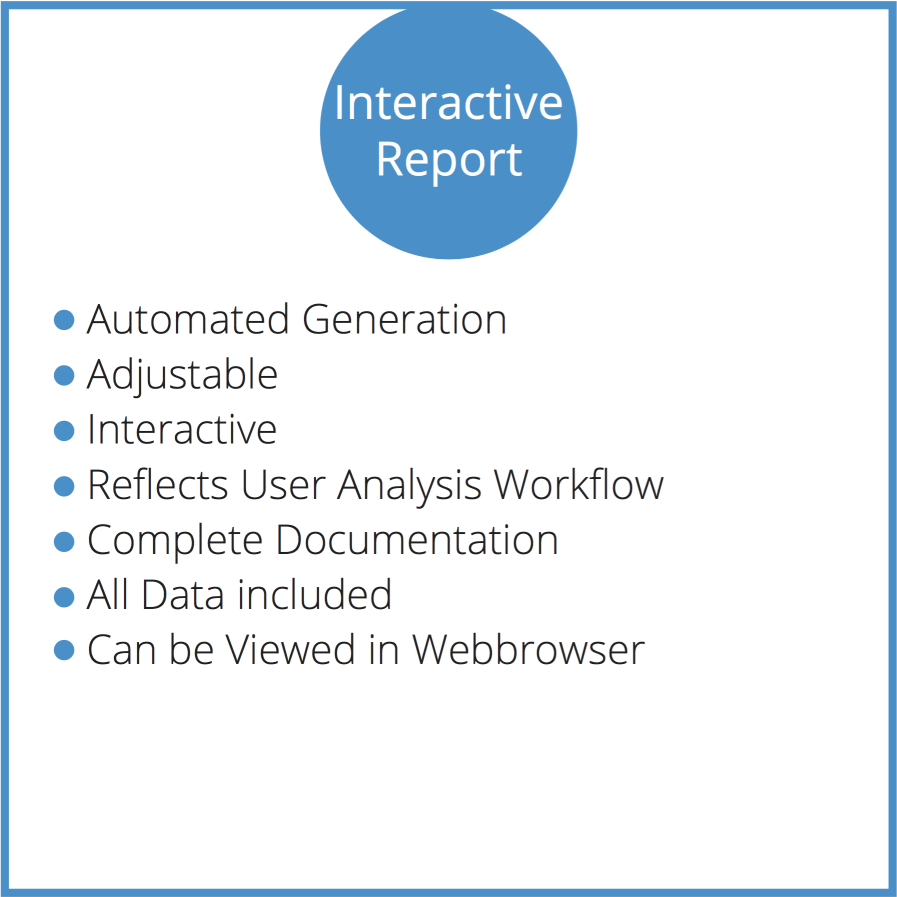 Interactive
Report
Automated Generation
Adjustable
Interactive
Reflects User Analysis Workflow
Complete Documentation
All Data included
Can be Viewed in Webbrowser